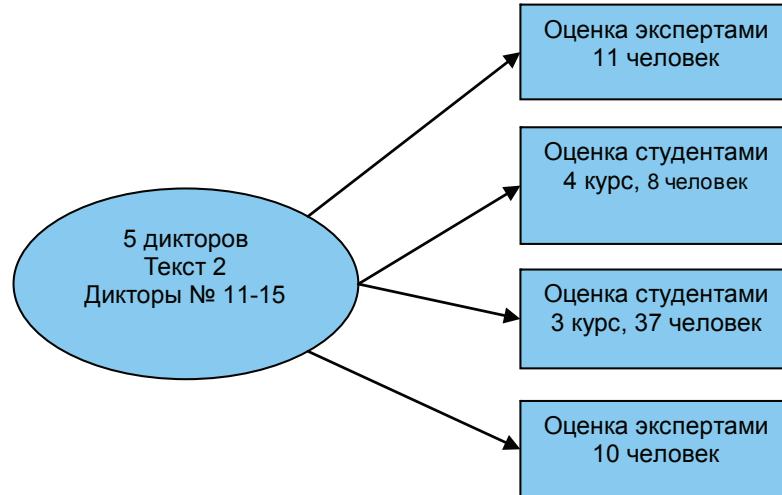 5 дикторов
Текст 2
Дикторы № 11-15
Оценка экспертами
11 человек
Оценка студентами
4 курс, 8 человек
Оценка студентами
3 курс, 37 человек
Оценка экспертами
10 человек